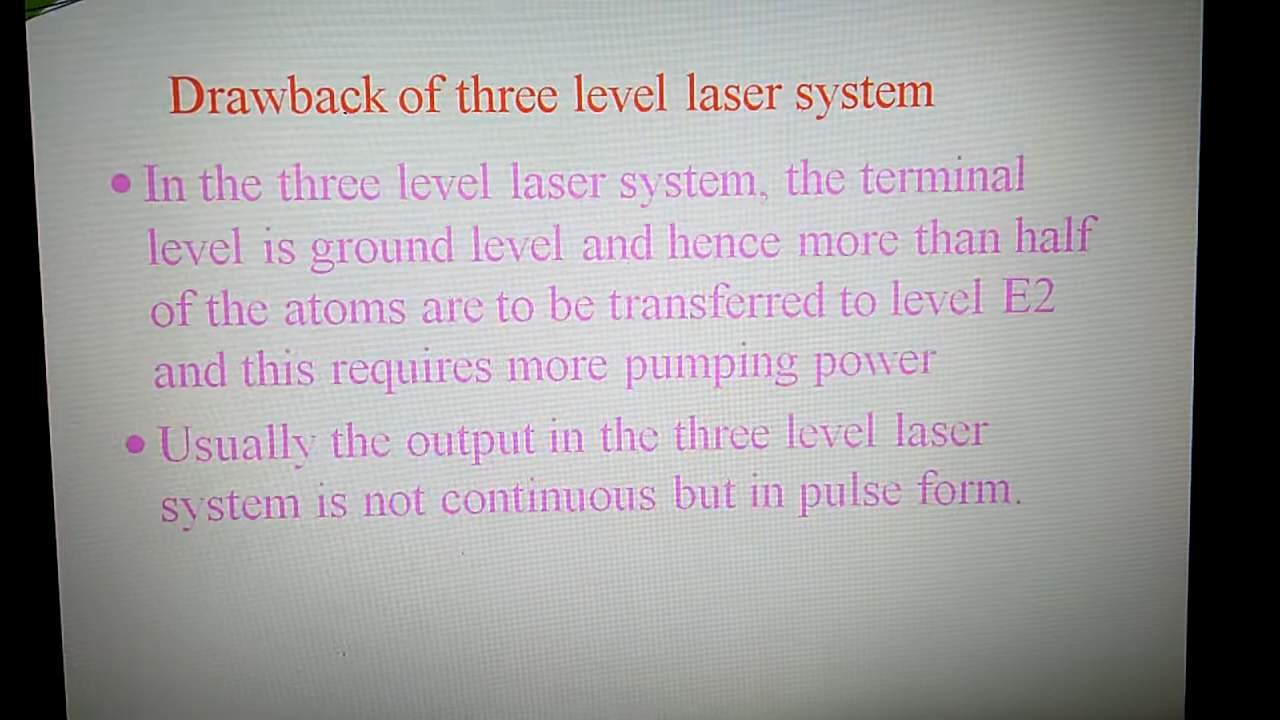 Drawback of three level laser system
• In the three level laser system, the terminal
level is ground level and hence more than half
of the atoms are to be transferred to level E2
and this requires more pumping power
• Usually the output in the three level laser
system is not continuous but in pulse form.